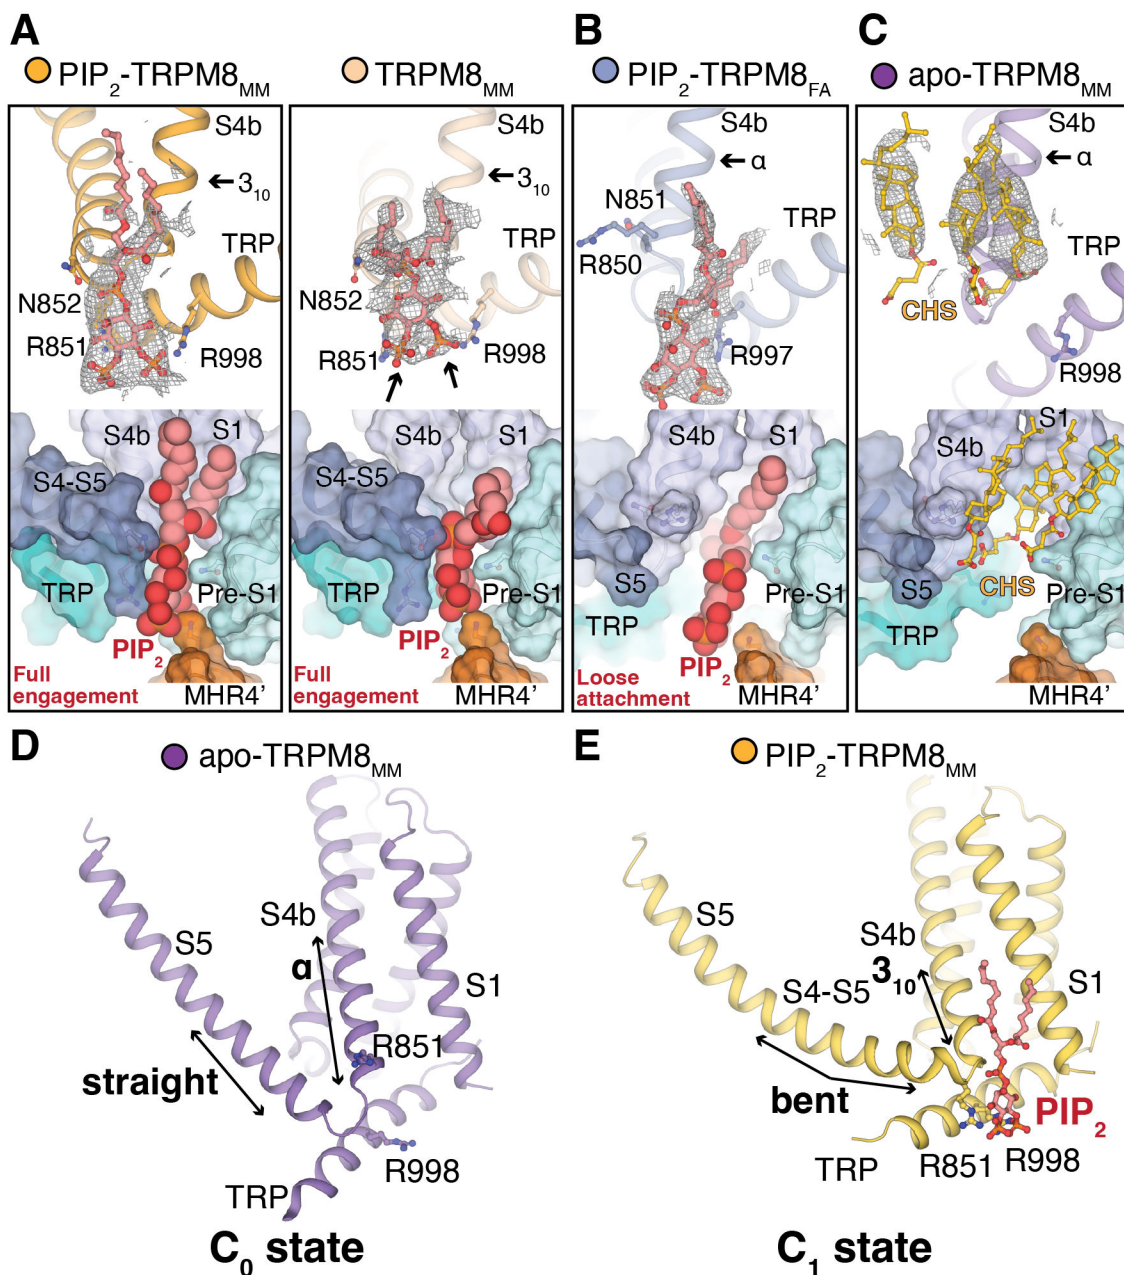 A
B
C
PIP2-TRPM8MM
TRPM8MM
PIP2-TRPM8FA
apo-TRPM8MM
S4b
310
TRP
N852
R851
R998
S4b
S1
S4-S5
TRP
Pre-S1
PIP2
Full
engagement
MHR4’
S4b
310
TRP
N852
R851
R998
S4b
S1
S4-S5
TRP
Pre-S1
PIP2
Full
engagement
MHR4’
S4b
α
N851
TRP
R850
R997
S4b
S1
S5
TRP
PIP2
Loose
attachment
MHR4’
S4b
α
TRP
CHS
R998
S1
S4b
S5
CHS
Pre-S1
TRP
MHR4’
D
apo-TRPM8MM
S4b
S5
α
S1
R851
straight
R998
TRP
C0 state
E
PIP2-TRPM8MM
S5
S4b
310
S4-S5
S1
bent
PIP2
TRP
R851
R998
C1 state